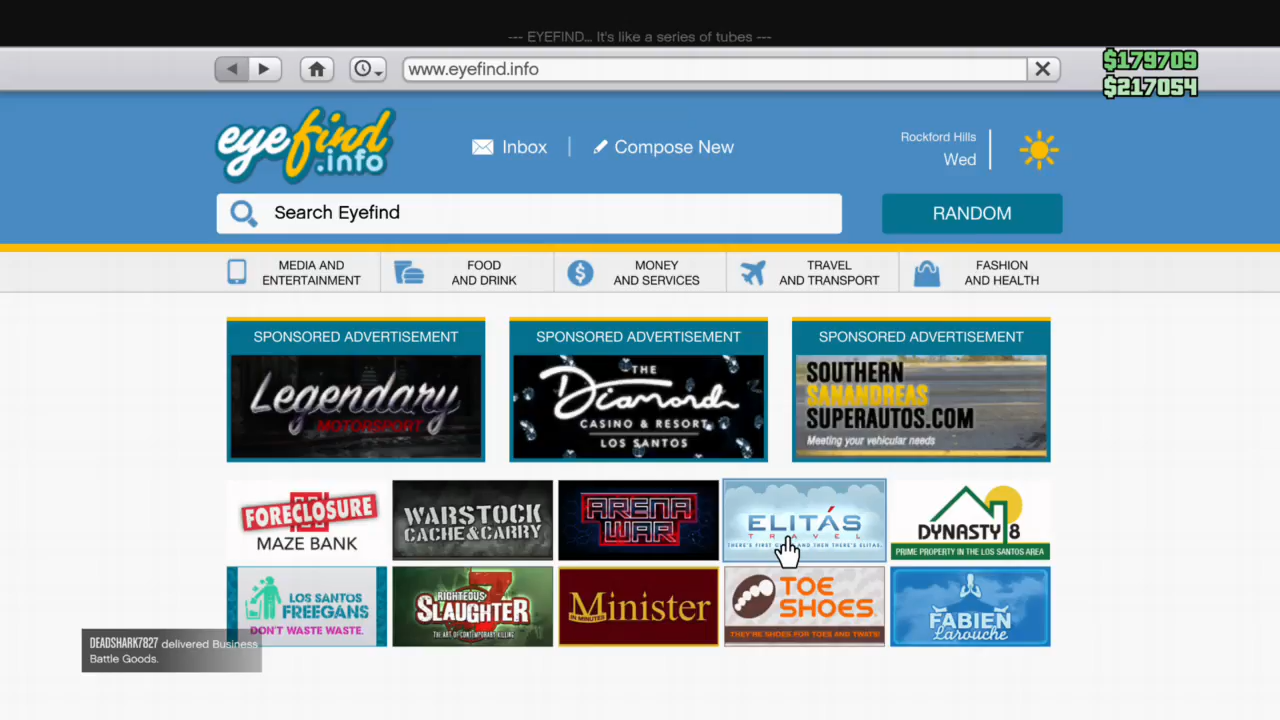 --- EYEFIND... It's like a series of tubes ---
www.eyefind.info
$179709
$217054
eyefind
.info
Inbox
Compose New
Rockford Hills
Wed
Search Eyefind
RANDOM
MEDIA AND
ENTERTAINMENT
FOOD
AND DRINK
MONEY
AND SERVICES
TRAVEL
AND TRANSPORT
FASHION
AND HEALTH
SPONSORED ADVERTISEMENT
Legendary
MOTORSPORT
SPONSORED ADVERTISEMENT
THE
Diamond
CASINO & RESORT
LOS SANTOS
SPONSORED ADVERTISEMENT
SOUTHERN
SANANDREAS
SUPERAUTOS.COM
Meeting your vehicular needs
FORECLOSURE
MAZE BANK
WARSTOCK
CACHE & CARRY
ARENA
WAR
ELITÁS
TRAVEL
THERE'S FIRST AND THEN THERE'S ELITAS
DYNASTY 8
PRIME PROPERTY IN THE LOS SANTOS AREA
LOS SANTOS
FREEGANS
DON'T WASTE WASTE.
RIGHTEOUS
SLAUGHTER
7
THE ART OF CONTEMPORARY KILLING
Minister
IN MINUTES
TOE
SHOES
THEY'RE SHOES FOR TOES AND TWATS!
FABIEN
Larouche
DEADSHARK7827 delivered Business
Battle Goods.